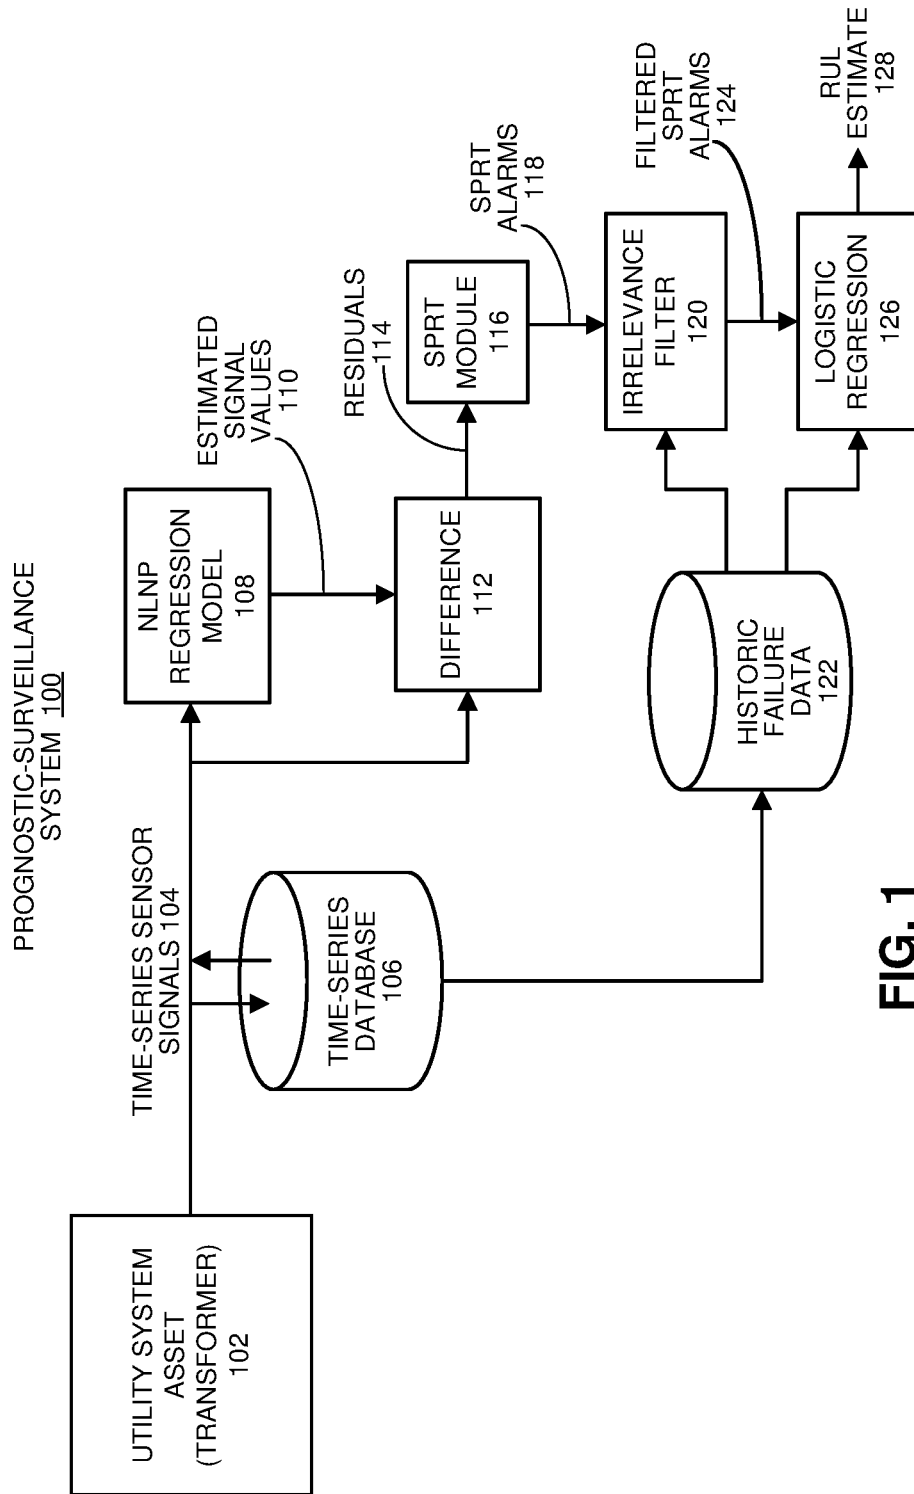 PROGNOSTIC-SURVEILLANCE
SYSTEM 100
UTILITY SYSTEM
ASSET
(TRANSFORMER)
102
TIME-SERIES SENSOR
SIGNALS 104
TIME-SERIES
DATABASE
106
NLNP
REGRESSION
MODEL
108
ESTIMATED
SIGNAL
VALUES
110
DIFFERENCE
112
RESIDUALS
114
SPRT
MODULE
116
SPRT
ALARMS
118
IRRELEVANCE
FILTER
120
HISTORIC
FAILURE
DATA
122
FILTERED
SPRT
ALARMS
124
LOGISTIC
REGRESSION
126
RUL
ESTIMATE
128
FIG. 1